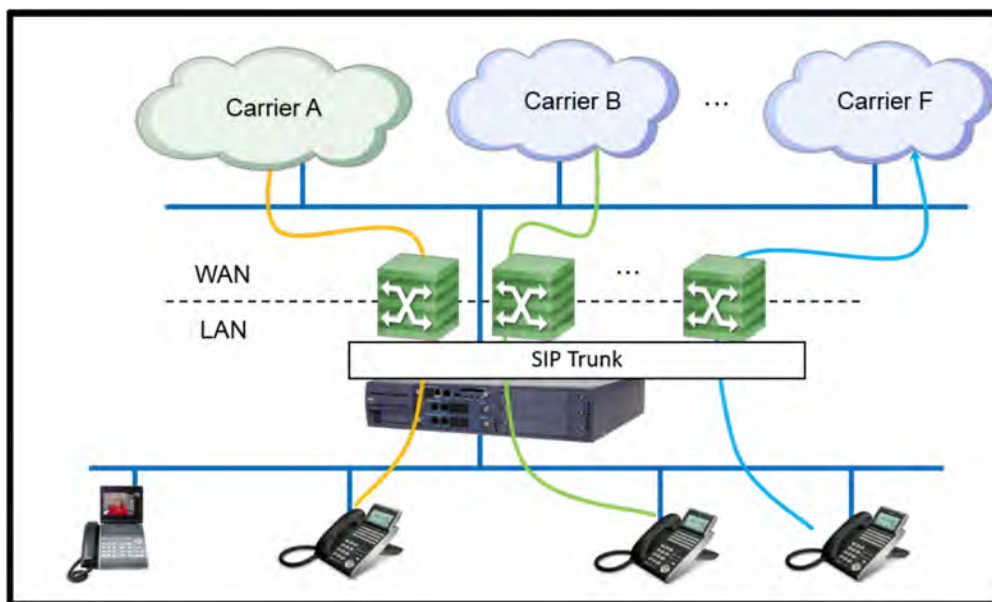 Carrier A
Carrier B
...
Carrier F
WAN
...
LAN
SIP Trunk